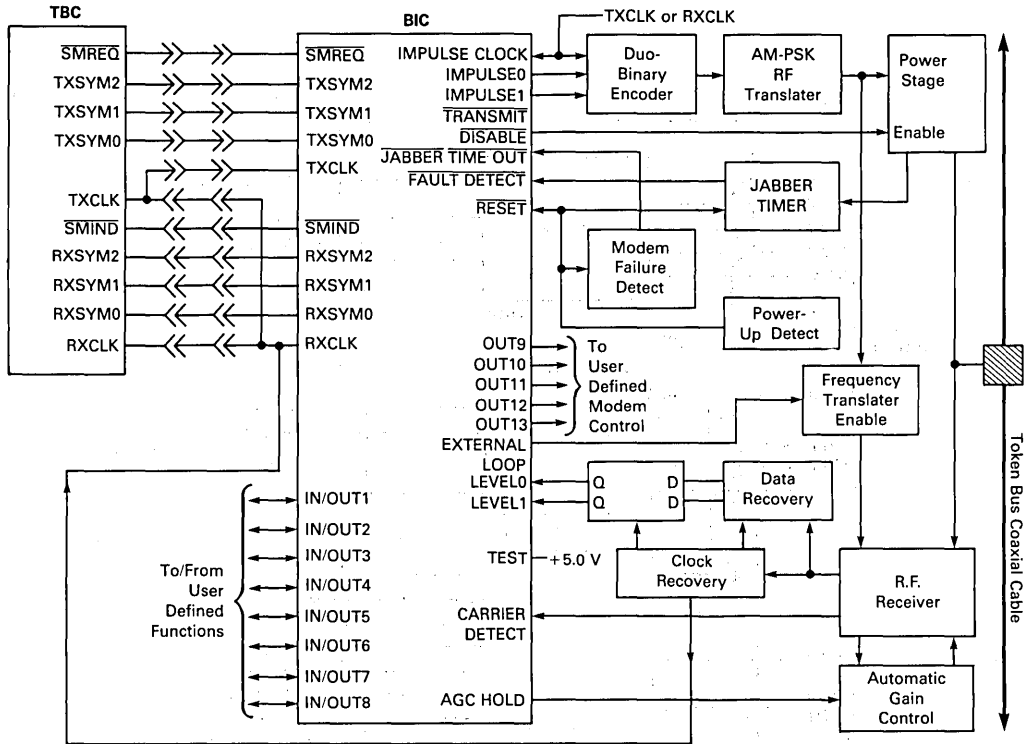 TBC
SMREQ
TXSYM2
TXSYM1
TXSYM0
TXCLK
SMIND
RXSYM2
RXSYM1
RXSYM0
RXCLK
BIC
SMREQ
TXSYM2
TXSYM1
TXSYM0
TXCLK
SMIND
RXSYM2
RXSYM1
RXSYM0
RXCLK
To/From
User
Defined
Functions
IN/OUT1
IN/OUT2
IN/OUT3
IN/OUT4
IN/OUT5
IN/OUT6
IN/OUT7
IN/OUT8
IMPULSE CLOCK
IMPULSE0
IMPULSE1
TRANSMIT
DISABLE
JABBER TIME OUT
FAULT DETECT
RESET
OUT9
OUT10
OUT11
OUT12
OUT13
EXTERNAL
LOOP
LEVEL0
LEVEL1
TEST
CARRIER
DETECT
AGC HOLD
TXCLK or RXCLK
Duo-
Binary
Encoder
AM-PSK
RF
Translater
Power
Stage
Enable
JABBER
TIMER
Modem
Failure
Detect
Power-
Up Detect
To
User
Defined
Modem
Control
Frequency
Translater
Enable
Q D
Q D
Data
Recovery
+5.0 V
Clock
Recovery
R.F.
Receiver
Automatic
Gain
Control
Token Bus Coaxial Cable